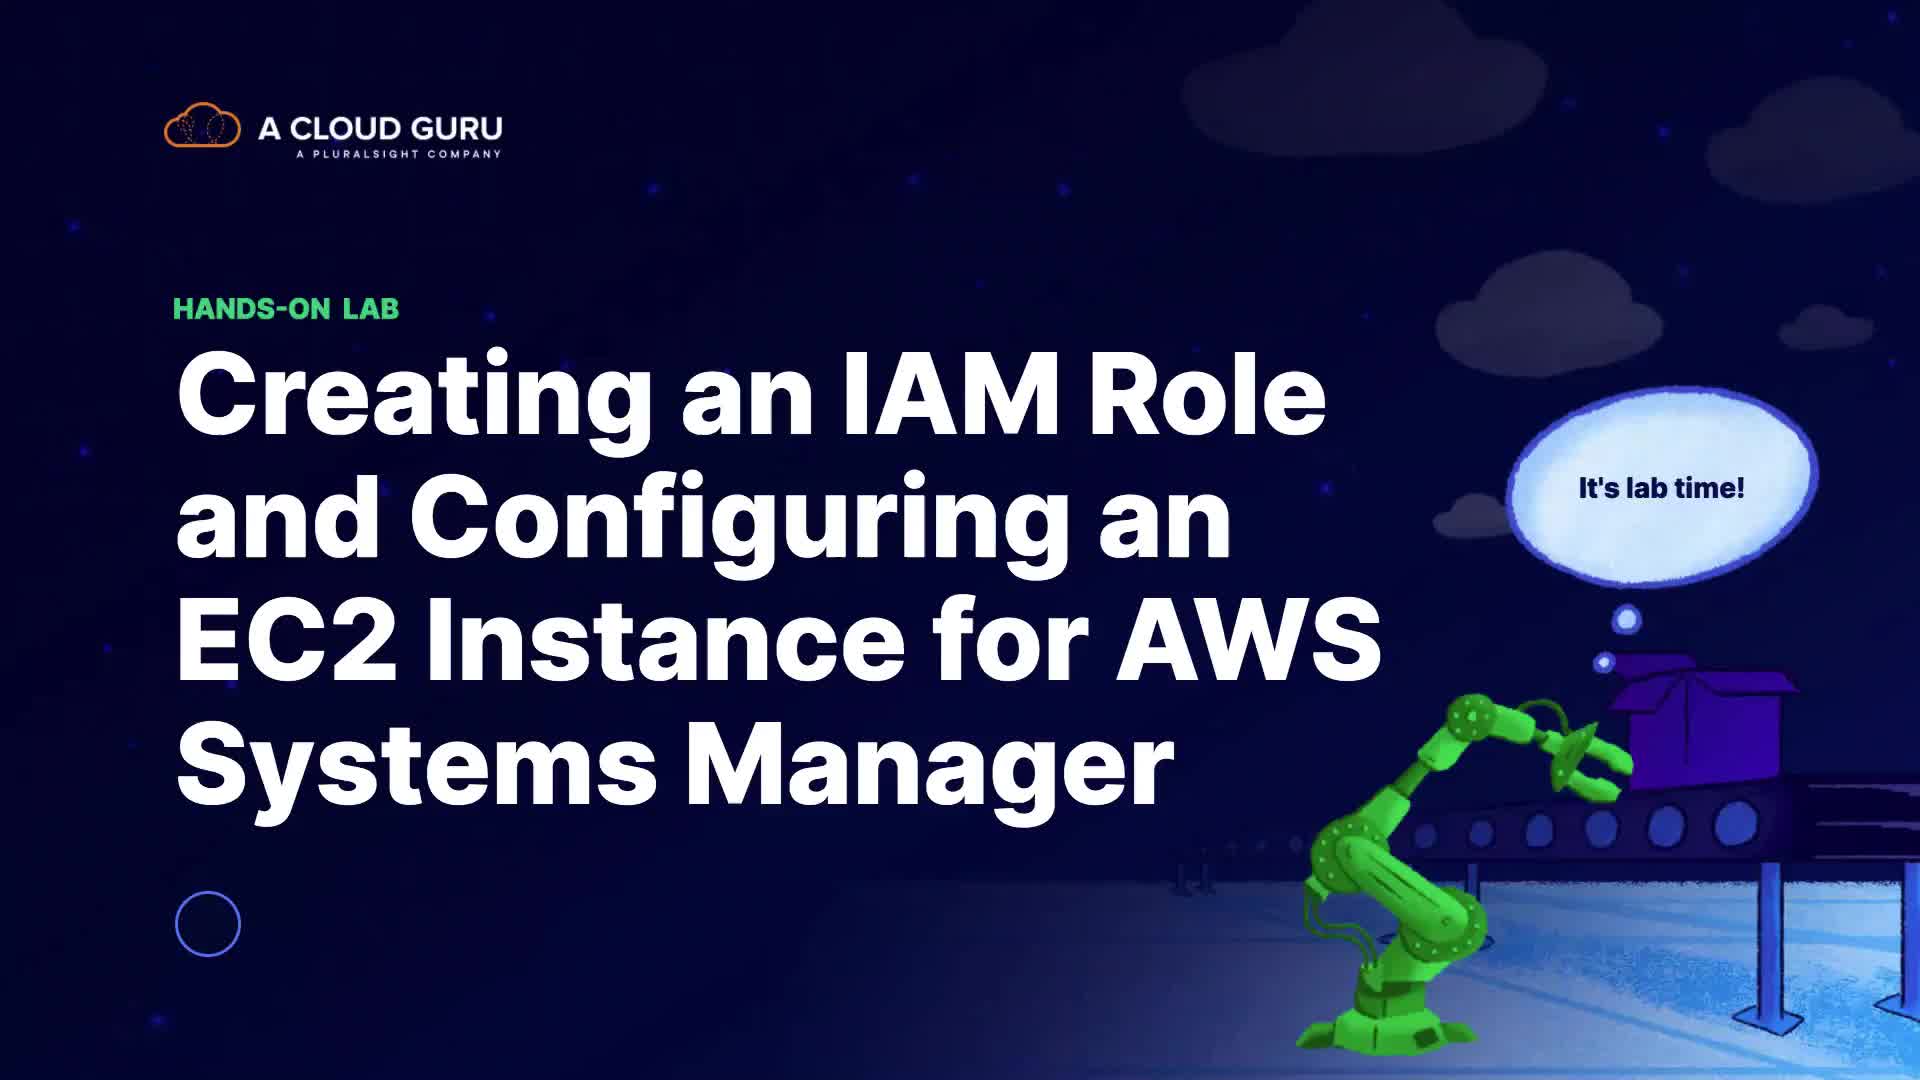 A CLOUD GURU
A PLURALSIGHT COMPANY
HANDS-ON LAB
Creating an IAM Role
and Configuring an
EC2 Instance for AWS
Systems Manager
It's lab time!